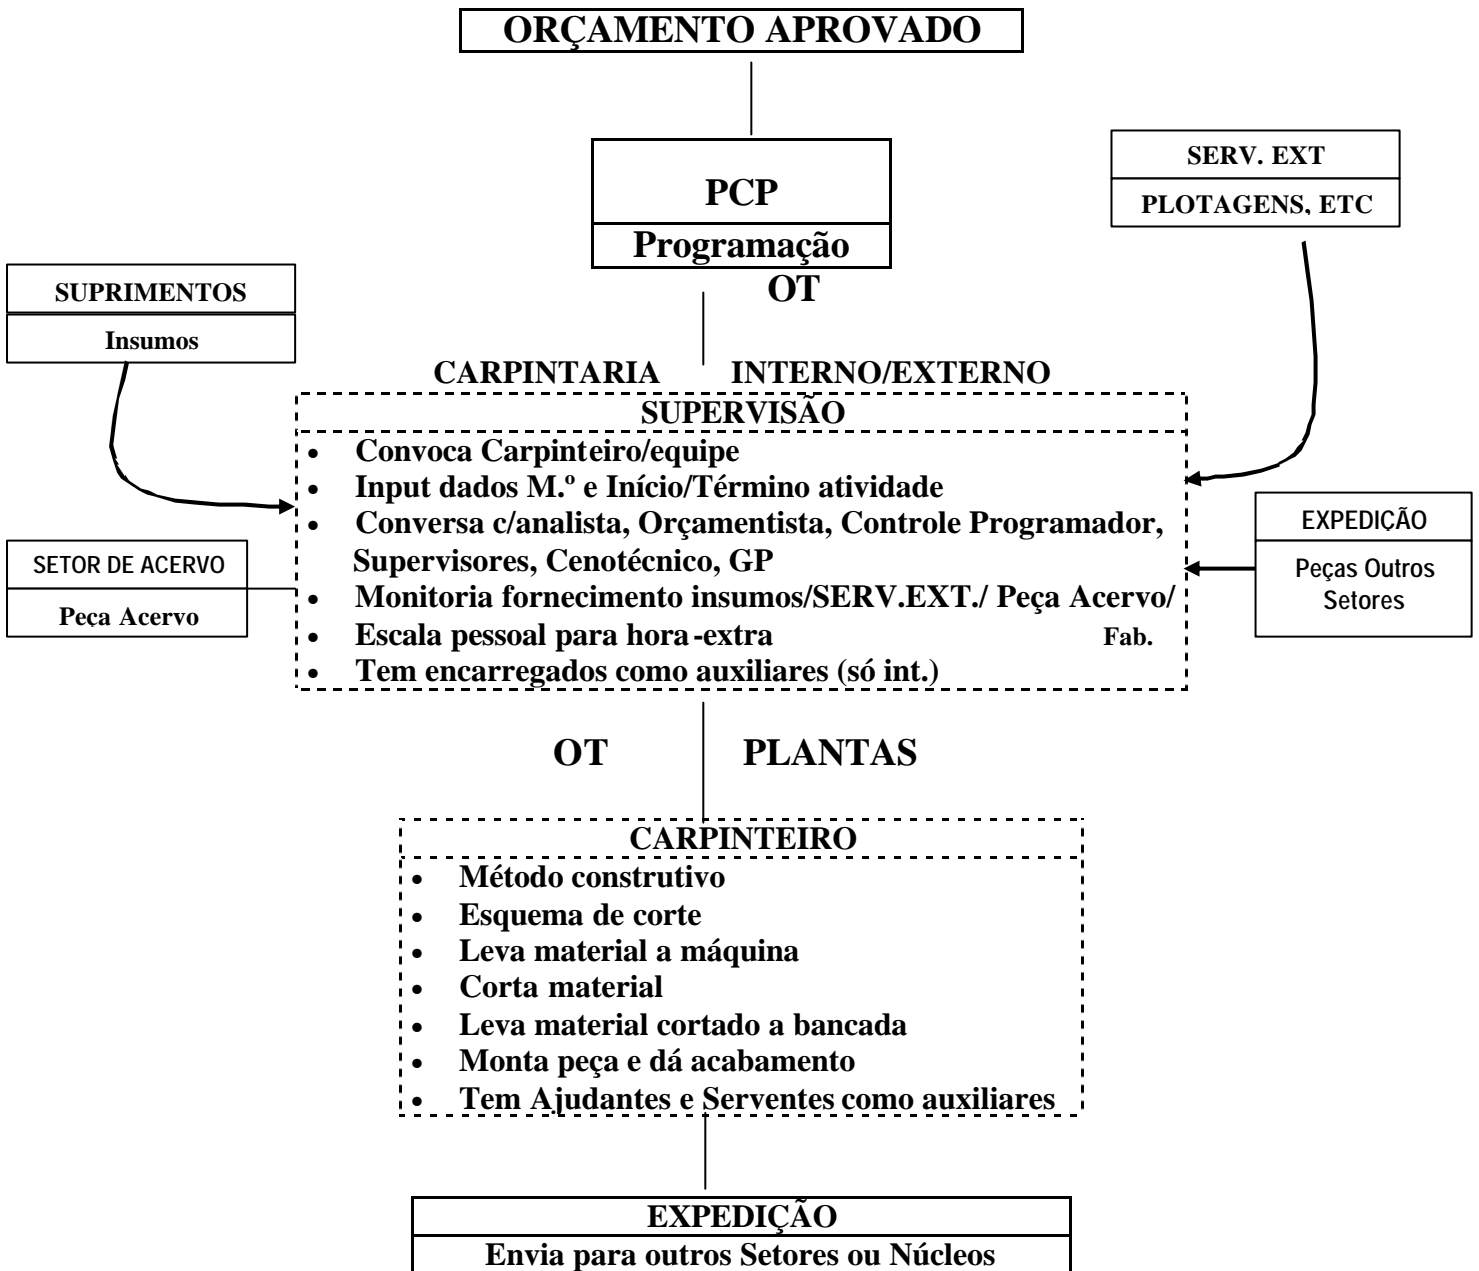 ORÇAMENTO APROVADO
PCP
Programação
OT
SERV. EXT
PLOTAGENS, ETC
SUPRIMENTOS
Insumos
CARPINTARIA INTERNO/EXTERNO
SUPERVISÃO
• Convoca Carpinteiro/equipe
• Input dados M.º e Início/Término atividade
• Conversa c/analista, Orçamentista, Controle Programador,
Supervisores, Cenotécnico, GP
• Monitoria fornecimento insumos/SERV.EXT./ Peça Acervo/
• Escala pessoal para hora-extra Fab.
• Tem encarregados como auxiliares (só int.)
SETOR DE ACERVO
Peça Acervo
EXPEDIÇÃO
Peças Outros
Setores
OT PLANTAS
CARPINTEIRO
• Método construtivo
• Esquema de corte
• Leva material a máquina
• Corta material
• Leva material cortado a bancada
• Monta peça e dá acabamento
• Tem Ajudantes e Serventes como auxiliares
EXPEDIÇÃO
Envia para outros Setores ou Núcleos